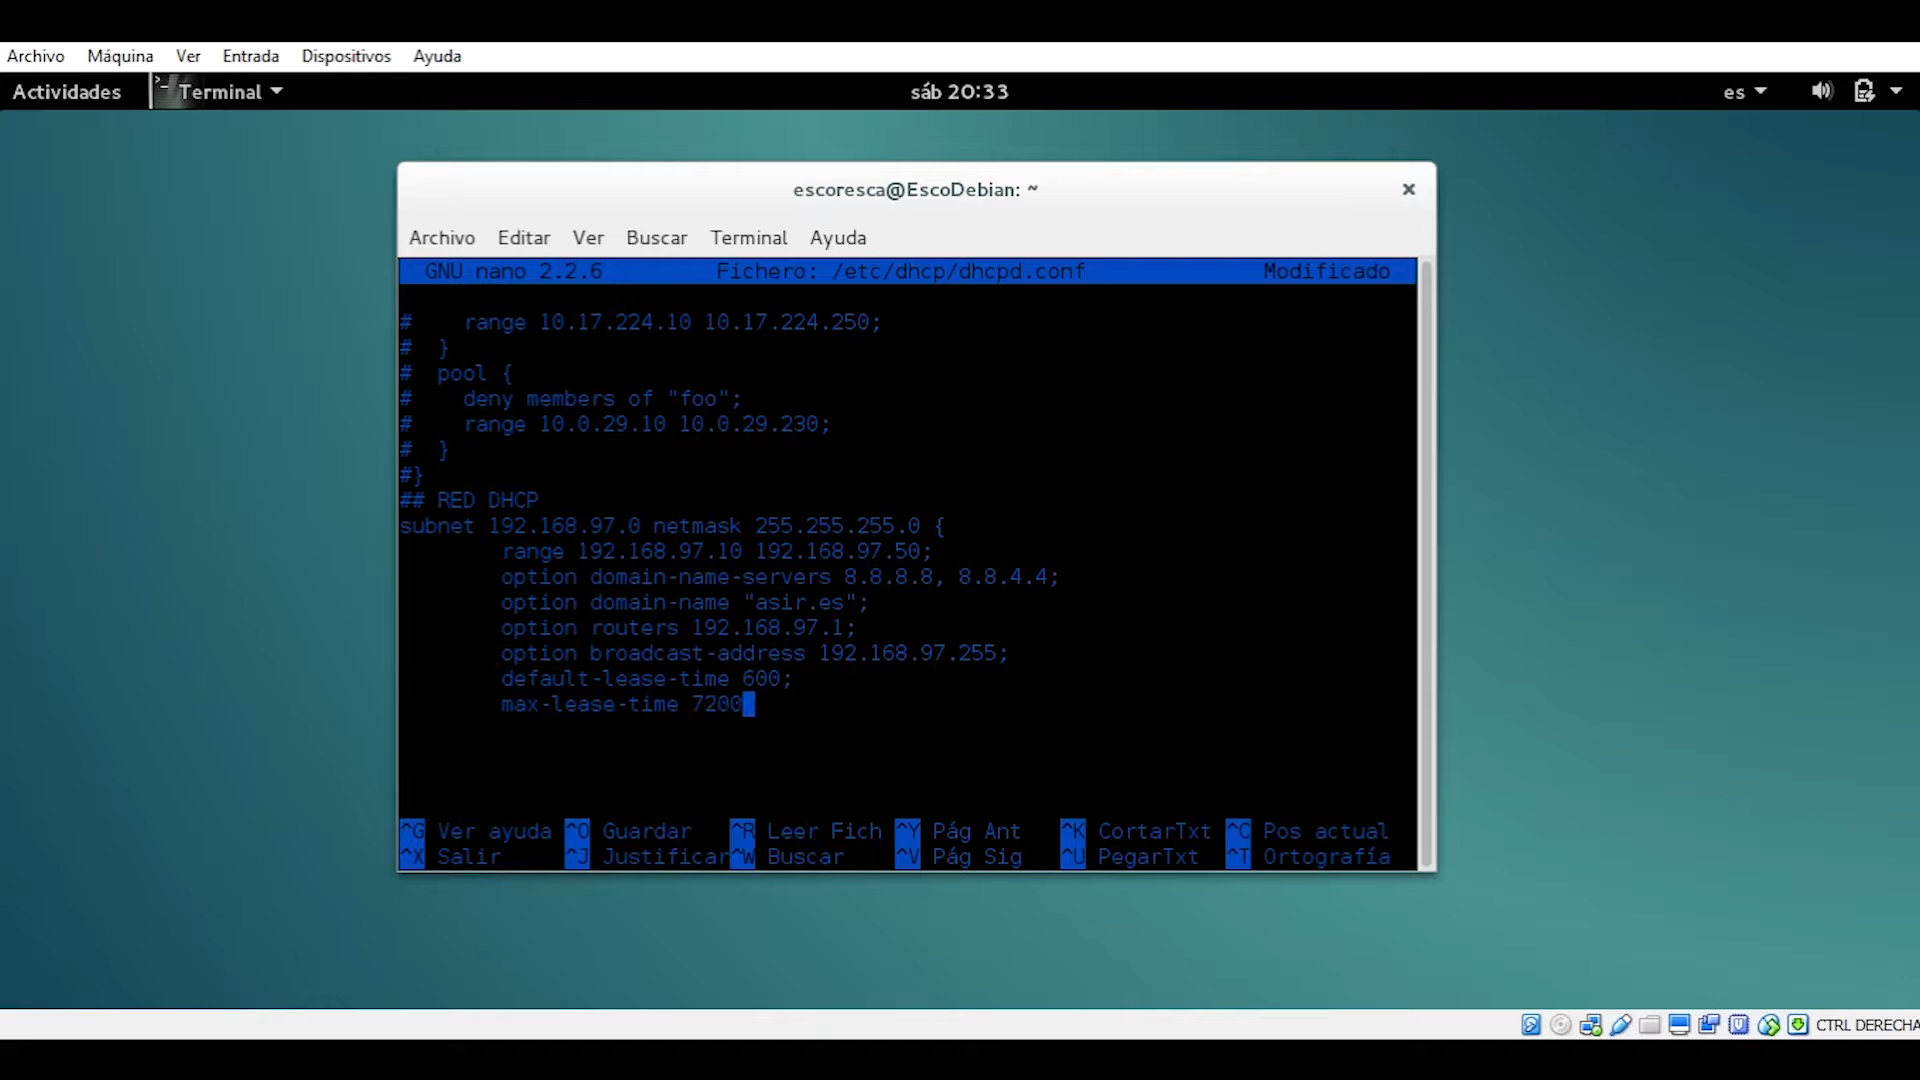 Archivo Máquina Ver Entrada Dispositivos Ayuda
Actividades Terminal sáb 20:33 es
escoresca@EscoDebian: ~
Archivo Editar Ver Buscar Terminal Ayuda
GNU nano 2.2.6 Fichero: /etc/dhcp/dhcpd.conf Modificado
# range 10.17.224.10 10.17.224.250;
# }
# pool {
# deny members of "foo";
# range 10.0.29.10 10.0.29.230;
# }
#}
## RED DHCP
subnet 192.168.97.0 netmask 255.255.255.0 {
range 192.168.97.10 192.168.97.50;
option domain-name-servers 8.8.8.8, 8.8.4.4;
option domain-name "asir.es";
option routers 192.168.97.1;
option broadcast-address 192.168.97.255;
default-lease-time 600;
max-lease-time 7200
^G Ver ayuda ^O Guardar ^R Leer Fich ^Y Pág Ant ^K CortarTxt ^C Pos actual
^X Salir ^J Justificar ^W Buscar ^V Pág Sig ^U PegarTxt ^T Ortografía
CTRL DERECHA